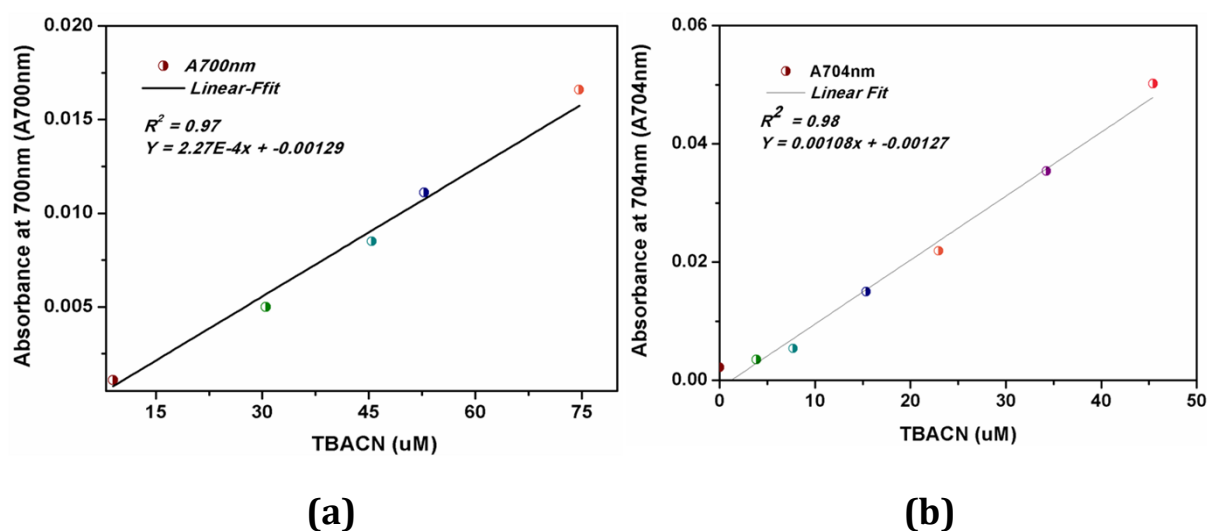 0.020
0.015
0.010
0.005
Absorbance at 700nm (A700nm)
A700nm
Linear-Ffit
R² = 0.97
Y = 2.27E-4x + -0.00129
15 30 45 60 75
TBACN (uM)
(a)
0.06
0.04
0.02
0.00
Absorbance at 704nm (A704nm)
A704nm
Linear Fit
R² = 0.98
Y = 0.00108x + -0.00127
0 10 20 30 40 50
TBACN (uM)
(b)